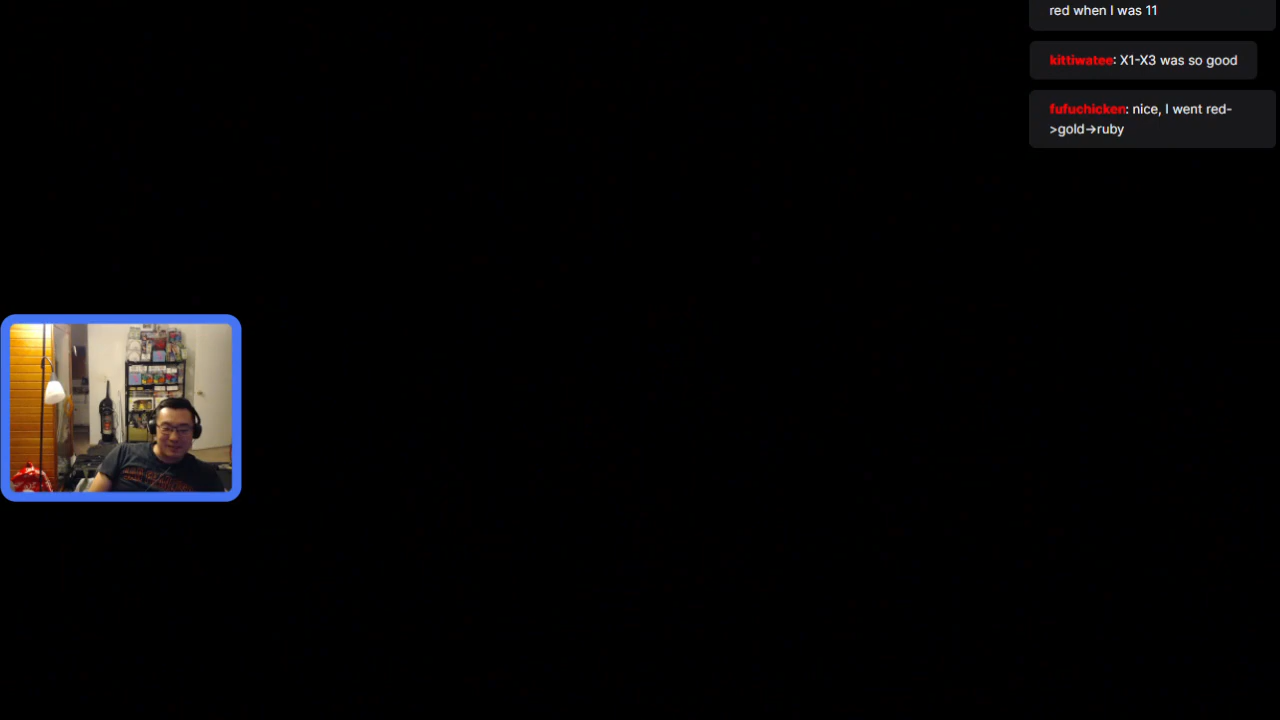 red when I was 11
kittiwatee: X1-X3 was so good
fufuchicken: nice, I went red-
>gold→ruby